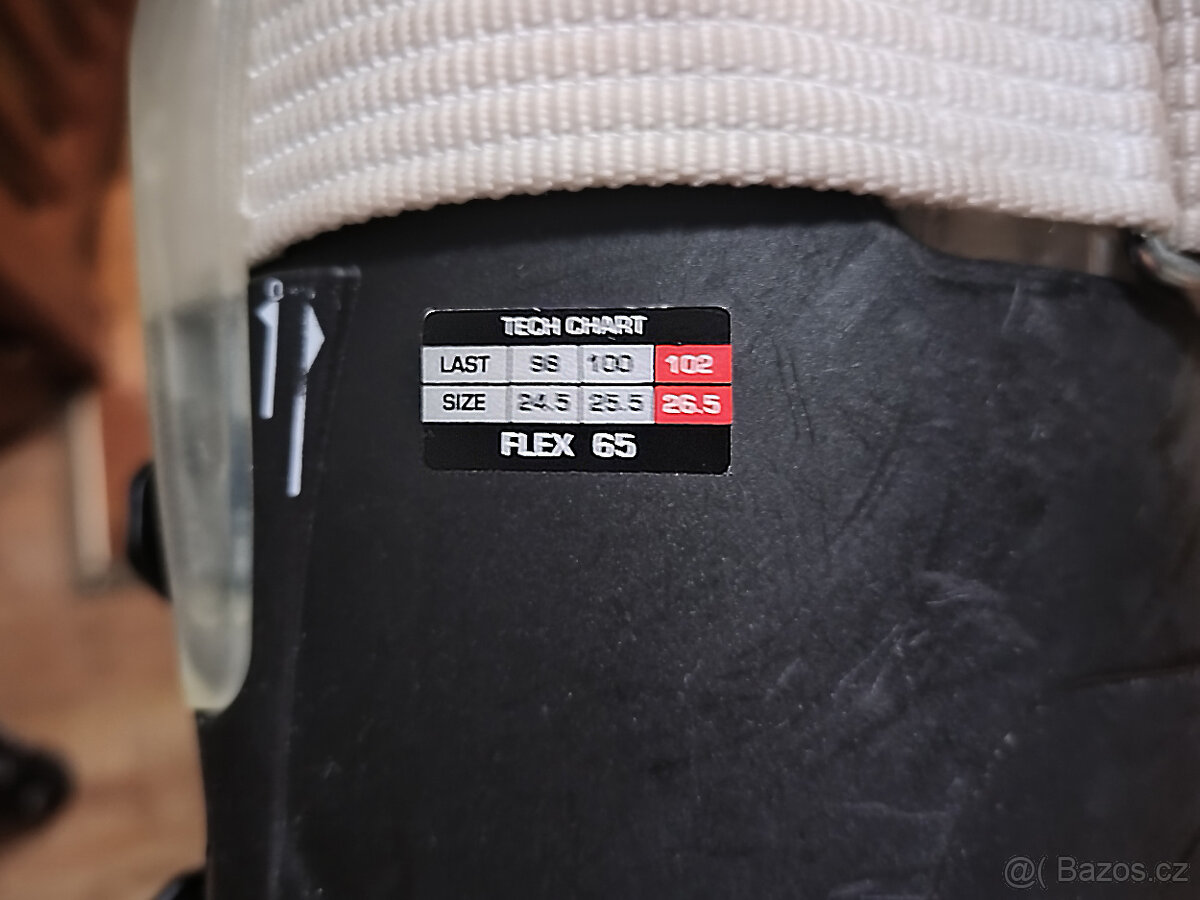 TECH CHART
LAST 98 100 102
SIZE 24.5 25.5 26.5
FLEX 65
@( Bazos.cz